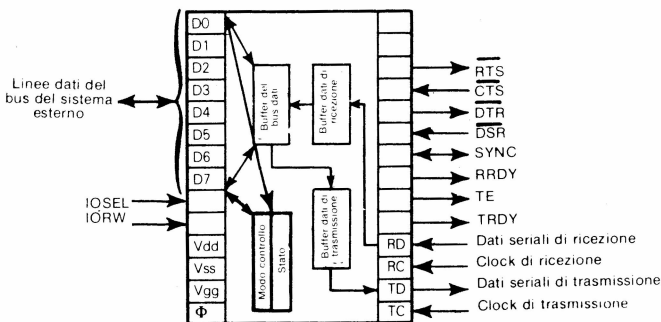 Linee dati del
bus del sistema
esterno
IOSEL
IORW
D0
D1
D2
D3
D4
D5
D6
D7
Vdd
Vss
Vgg
Φ
Buffer del
bus dati
Buffer dati di
ricezione
Buffer dati di
trasmissione
Modo controllo
Stato
RD
RC
TD
TC
RTS
CTS
DTR
DSR
SYNC
RRDY
TE
TRDY
Dati seriali di ricezione
Clock di ricezione
Dati seriali di trasmissione
Clock di trasmissione